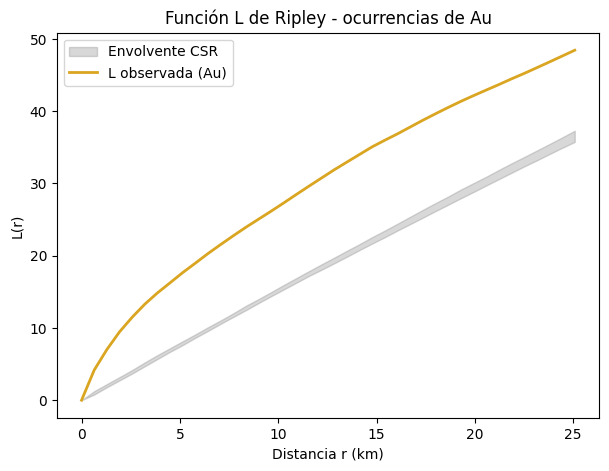 Función L de Ripley - ocurrencias de Au
Envolvente CSR
L observada (Au)
L(r)
50
40
30
20
10
0
0 5 10 15 20 25
Distancia r (km)